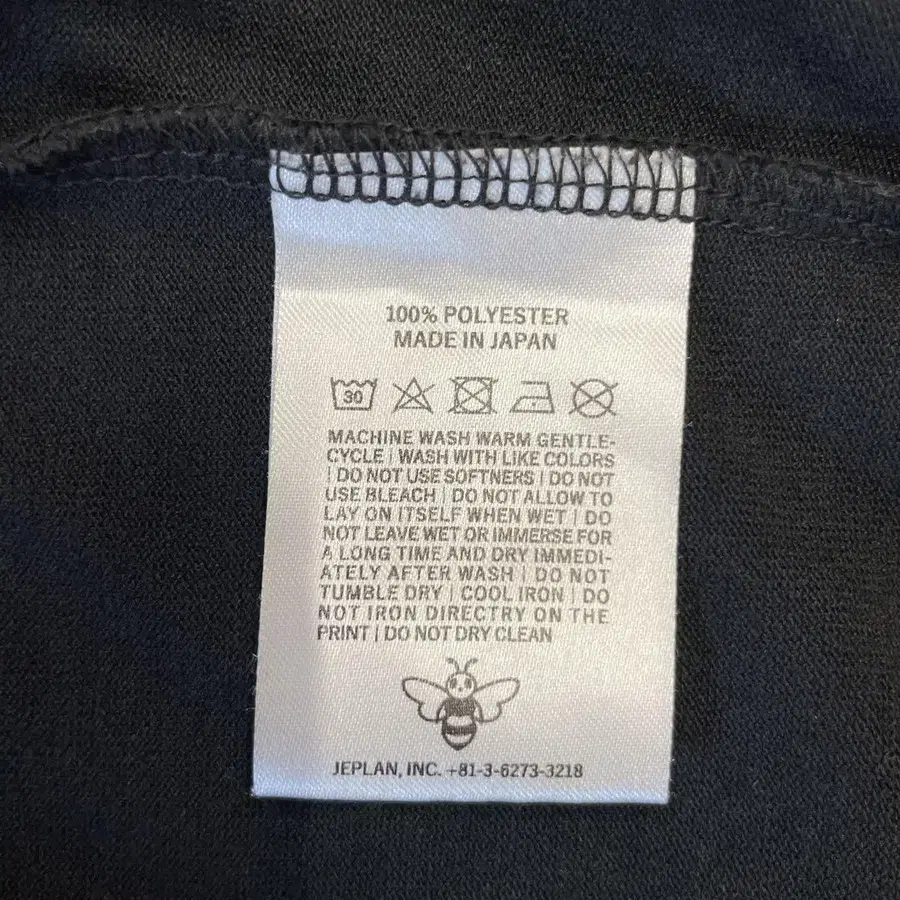 100% POLYESTER
MADE IN JAPAN
30
MACHINE WASH WARM GENTLE-
CYCLE | WASH WITH LIKE COLORS
| DO NOT USE SOFTNERS | DO NOT
USE BLEACH | DO NOT ALLOW TO
LAY ON ITSELF WHEN WET | DO
NOT LEAVE WET OR IMMERSE FOR
A LONG TIME AND DRY IMMEDI-
ATELY AFTER WASH | DO NOT
TUMBLE DRY | COOL IRON | DO
NOT IRON DIRECTRY ON THE
PRINT | DO NOT DRY CLEAN
JEPLAN, INC. +81-3-6273-3218